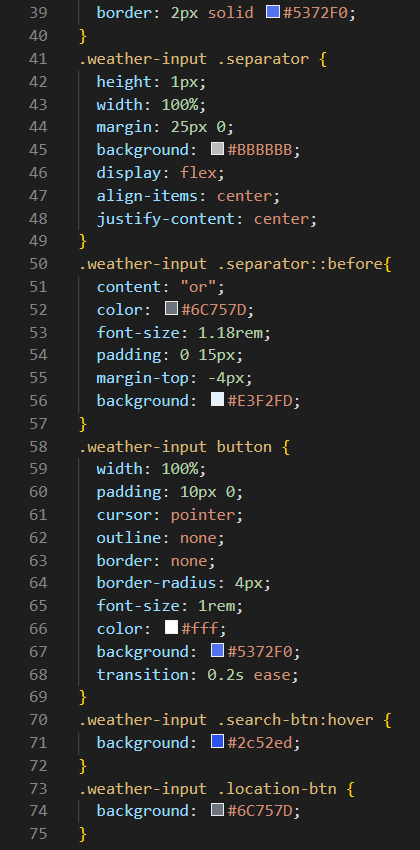 39 border: 2px solid #5372F0;
40 }
41 .weather-input .separator {
42 height: 1px;
43 width: 100%;
44 margin: 25px 0;
45 background: #BBBBBB;
46 display: flex;
47 align-items: center;
48 justify-content: center;
49 }
50 .weather-input .separator::before{
51 content: "or";
52 color: #6C757D;
53 font-size: 1.18rem;
54 padding: 0 15px;
55 margin-top: -4px;
56 background: #E3F2FD;
57 }
58 .weather-input button {
59 width: 100%;
60 padding: 10px 0;
61 cursor: pointer;
62 outline: none;
63 border: none;
64 border-radius: 4px;
65 font-size: 1rem;
66 color: #fff;
67 background: #5372F0;
68 transition: 0.2s ease;
69 }
70 .weather-input .search-btn:hover {
71 background: #2c52ed;
72 }
73 .weather-input .location-btn {
74 background: #6C757D;
75 }